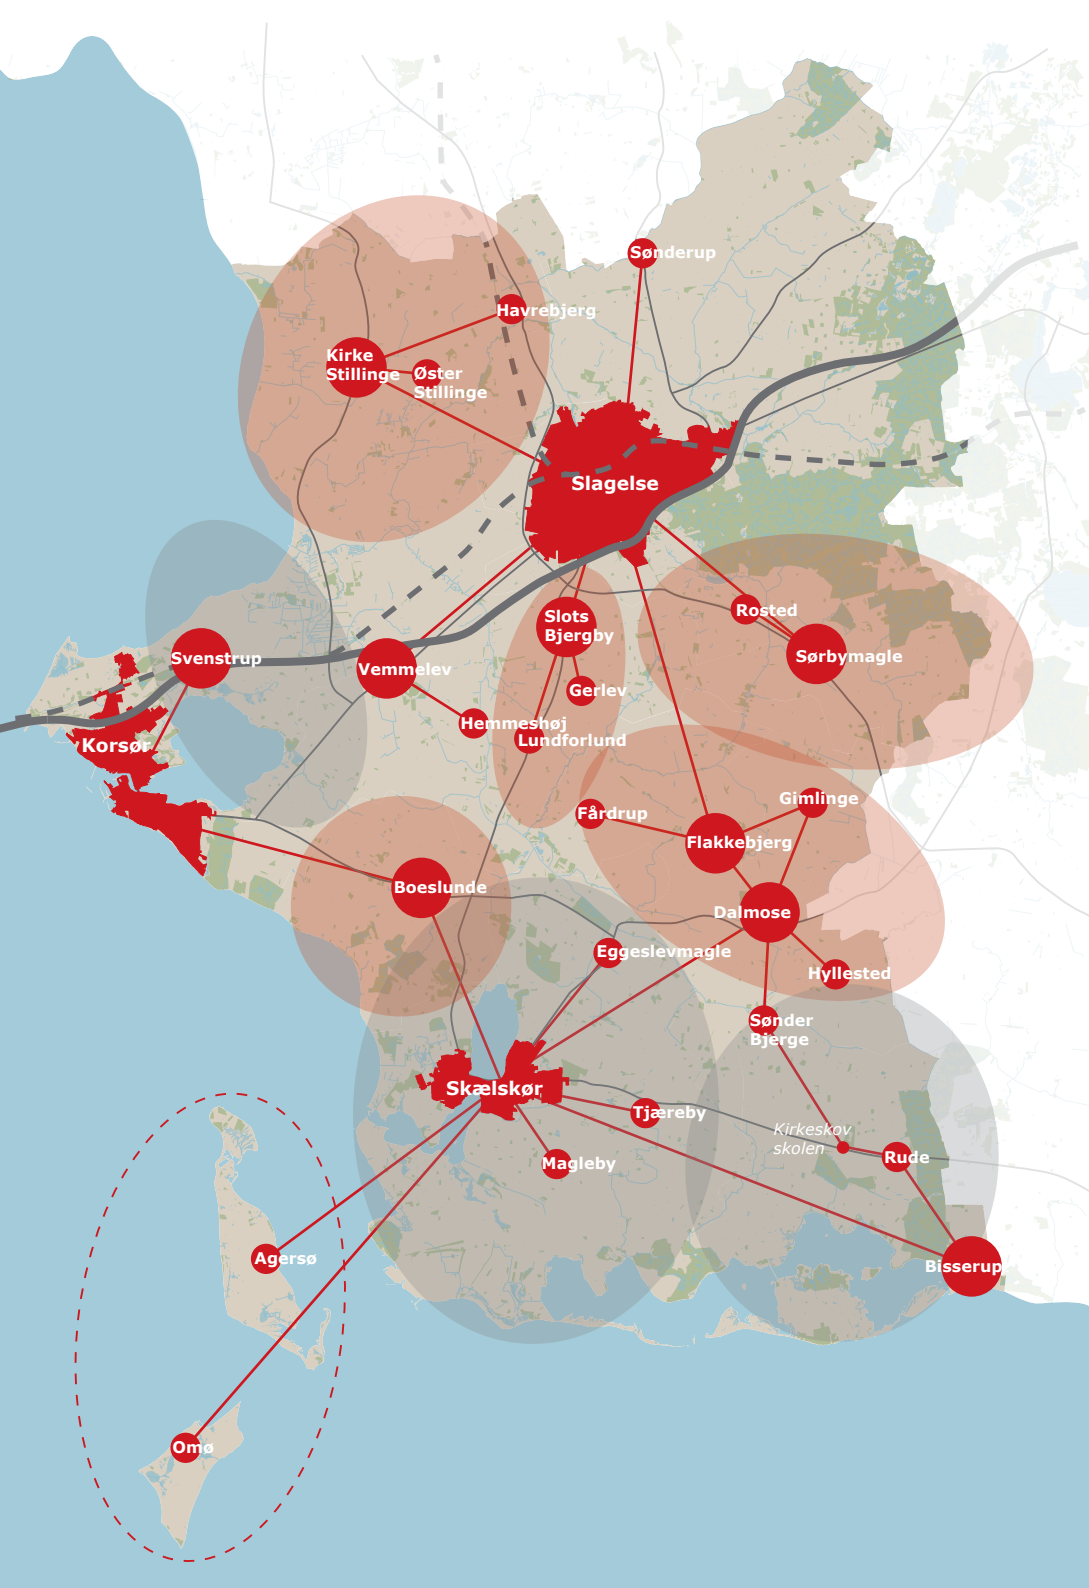 Sønderup
Havrebjerg
Kirke
Stillinge
Øster
Stillinge
Slagelse
Rosted
Slots
Bjergby
Sørbymagle
Svenstrup
Vemmelev
Gerlev
Hemmeshøj
Lundforlund
Korsør
Gimlinge
Fårdrup
Flakkebjerg
Boeslunde
Dalmose
Eggeslevmagle
Hyllested
Sønder
Bjerge
Skælskør
Tjæreby
Kirkeskov
skolen
Rude
Magleby
Agersø
Bisserup
Omø